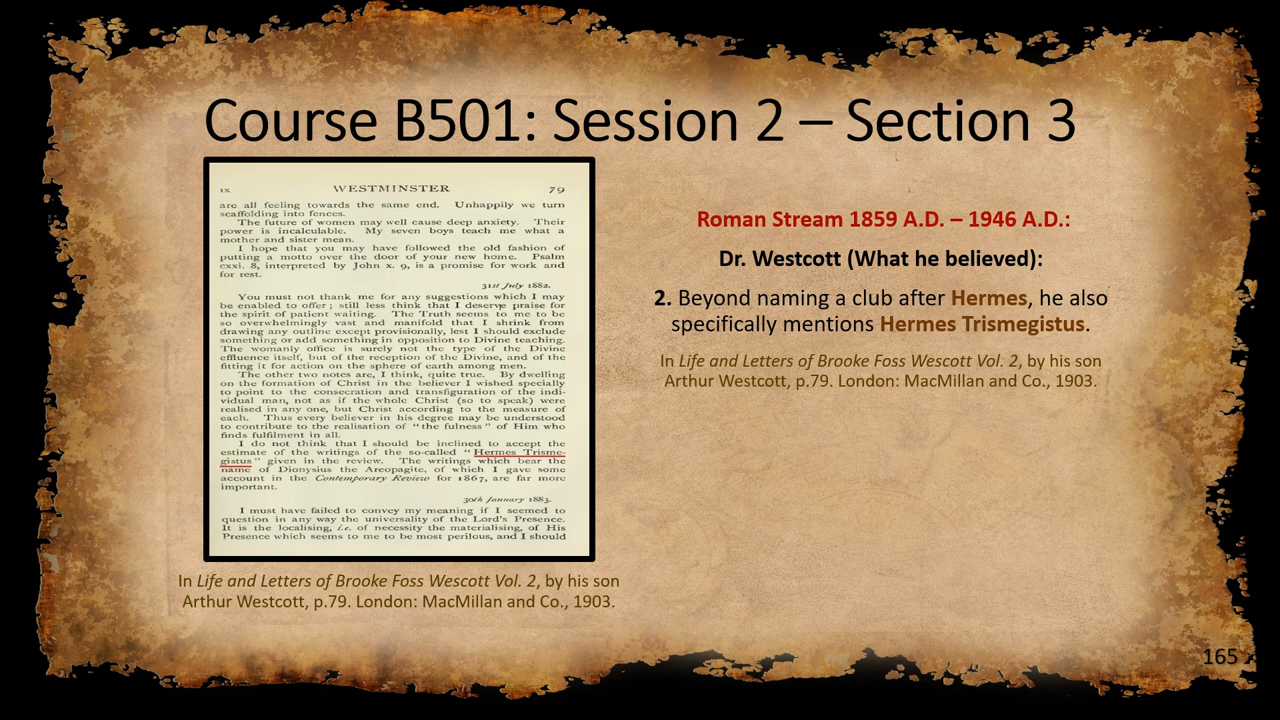 Course B501: Session 2 – Section 3
IX WESTMINSTER 79
are all feeling towards the same end. Unhappily we turn
scaffolding into fences.
The future of women may well cause deep anxiety. Their
power is incalculable. My seven boys teach me what a
mother and sister mean.
I hope that you may have followed the old fashion of
putting a motto over the door of your new home. Psalm
cxxi. 8, interpreted by John x. 9, is a promise for work and
for rest.
31st July 1882.
You must not thank me for any suggestions which I may
be enabled to offer; still less think that I deserve praise for
the spirit of patient waiting. The Truth seems to me to be
so overwhelmingly vast and manifold that I shrink from
drawing any outline except provisionally, lest I should exclude
something or add something in opposition to Divine teaching.
The womanly office is surely not the type of the Divine
effluence itself, but of the reception of the Divine, and of the
fitting it for action on the sphere of earth among men.
The other two notes are, I think, quite true. By dwelling
on the formation of Christ in the believer I wished specially
to point to the consecration and transfiguration of the indi-
vidual man, not as if the whole Christ (so to speak) were
realised in any one, but Christ according to the measure of
each. Thus every believer in his degree may be understood
to contribute to the realisation of "the fulness" of Him who
finds fulfilment in all.
I do not think that I should be inclined to accept the
estimate of the writings of the so-called "Hermes Trisme-
gistus" given in the review. The writings which bear the
name of Dionysius the Areopagite, of which I gave some
account in the Contemporary Review for 1867, are far more
important.
30th January 1883.
I must have failed to convey my meaning if I seemed to
question in any way the universality of the Lord's Presence.
It is the localising, i.e. of necessity the materialising, of His
Presence which seems to me to be most perilous, and I should
In Life and Letters of Brooke Foss Wescott Vol. 2, by his son
Arthur Westcott, p.79. London: MacMillan and Co., 1903.
Roman Stream 1859 A.D. – 1946 A.D.:
Dr. Westcott (What he believed):
2. Beyond naming a club after Hermes, he also
specifically mentions Hermes Trismegistus.
In Life and Letters of Brooke Foss Wescott Vol. 2, by his son
Arthur Westcott, p.79. London: MacMillan and Co., 1903.
165